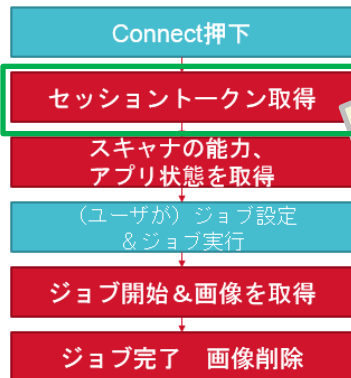 Connect押下
セッショントークン取得
スキャナの能力、
アプリ状態を取得
（ユーザが）ジョブ設定
＆ジョブ実行
ジョブ開始＆画像を取得
ジョブ完了　画像削除